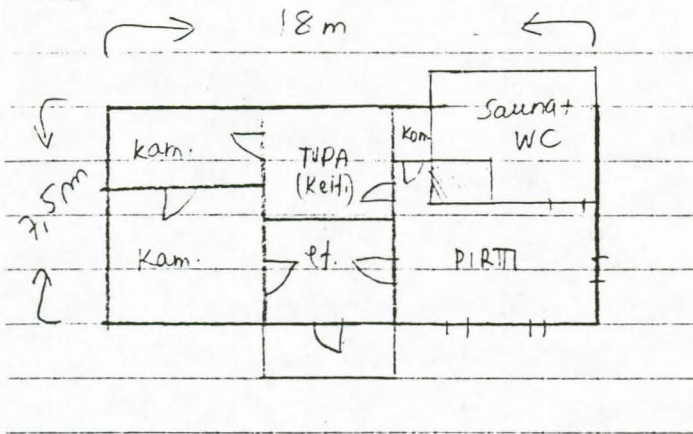 18 m
Sauna+
WC
kom.
kam.
TUPA
(keitt.)
7,5 m
Kam.
et.
PIRTTI